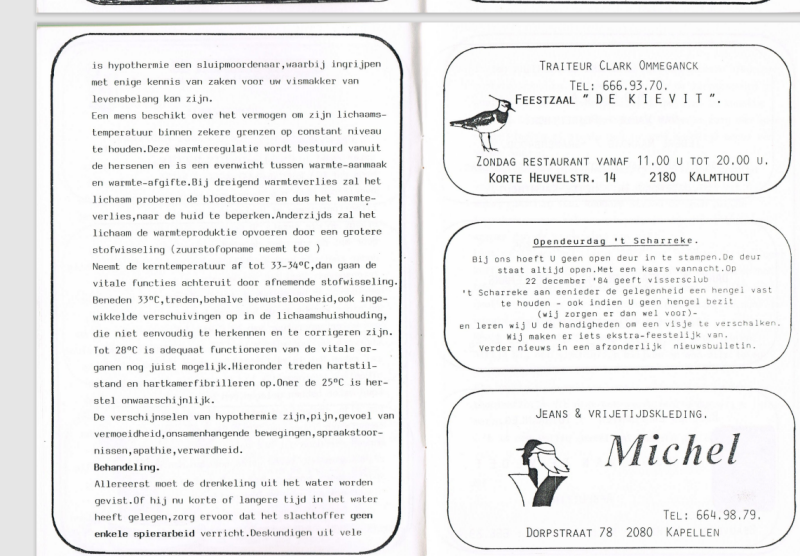 is hypothermie een sluipmoordenaar,waarbij ingrijpen
met enige kennis van zaken voor uw vismakker van
levensbelang kan zijn.
Een mens beschikt over het vermogen om zijn lichaams-
temperatuur binnen zekere grenzen op constant niveau
te houden.Deze warmteregulatie wordt bestuurd vanuit
de hersenen en is een evenwicht tussen warmte-aanmaak
en warmte-afgifte.Bij dreigend warmteverlies zal het
lichaam proberen de bloedtoevoer en dus het warmte-
verlies,naar de huid te beperken.Anderzijds zal het
lichaam de warmteproduktie opvoeren door een grotere
stofwisseling (zuurstofopname neemt toe )
Neemt de kerntemperatuur af tot 33-34°C,dan gaan de
vitale functies achteruit door afnemende stofwisseling.
Beneden 33°C,treden,behalve bewusteloosheid,ook inge-
wikkelde verschuivingen op in de lichaamshuishouding,
die niet eenvoudig te herkennen en te corrigeren zijn.
Tot 28°C is adequaat functioneren van de vitale or-
ganen nog juist mogelijk.Hieronder treden hartstil-
stand en hartkamerfibrilleren op.Oner de 25°C is her-
stel onwaarschijnlijk.
De verschijnselen van hypothermie zijn,pijn,gevoel van
vermoeidheid,onsamenhangende bewegingen,spraakstoor-
nissen,apathie,verwardheid.
Behandeling.
Allereerst moet de drenkeling uit het water worden
gevist.Of hij nu korte of langere tijd in het water
heeft gelegen,zorg ervoor dat het slachtoffer geen
enkele spierarbeid verricht.Deskundigen uit vele
TRAITEUR CLARK OMMEGANCK
TEL: 666.93.70.
FEESTZAAL " D E K I E V I T ".
ZONDAG RESTAURANT VANAF 11.00 U TOT 20.00 U.
KORTE HEUVELSTR. 14 2180 KALMTHOUT
Opendeurdag 't Scharreke.
Bij ons hoeft U geen open deur in te stampen.De deur
staat altijd open.Met een kaars vannacht.Op
22 december '84 geeft vissersclub
't Scharreke aan eenieder de gelegenheid een hengel vast
te houden - ook indien U geen hengel bezit
(wij zorgen er dan wel voor)-
en leren wij U de handigheden om een visje te verschalken.
Wij maken er iets ekstra-feestelijk van.
Verder nieuws in een afzonderlijk nieuwsbulletin.
JEANS & VRIJETIJDSKLEDING.
Michel
TEL: 664.98.79.
DORPSTRAAT 78 2080 KAPELLEN